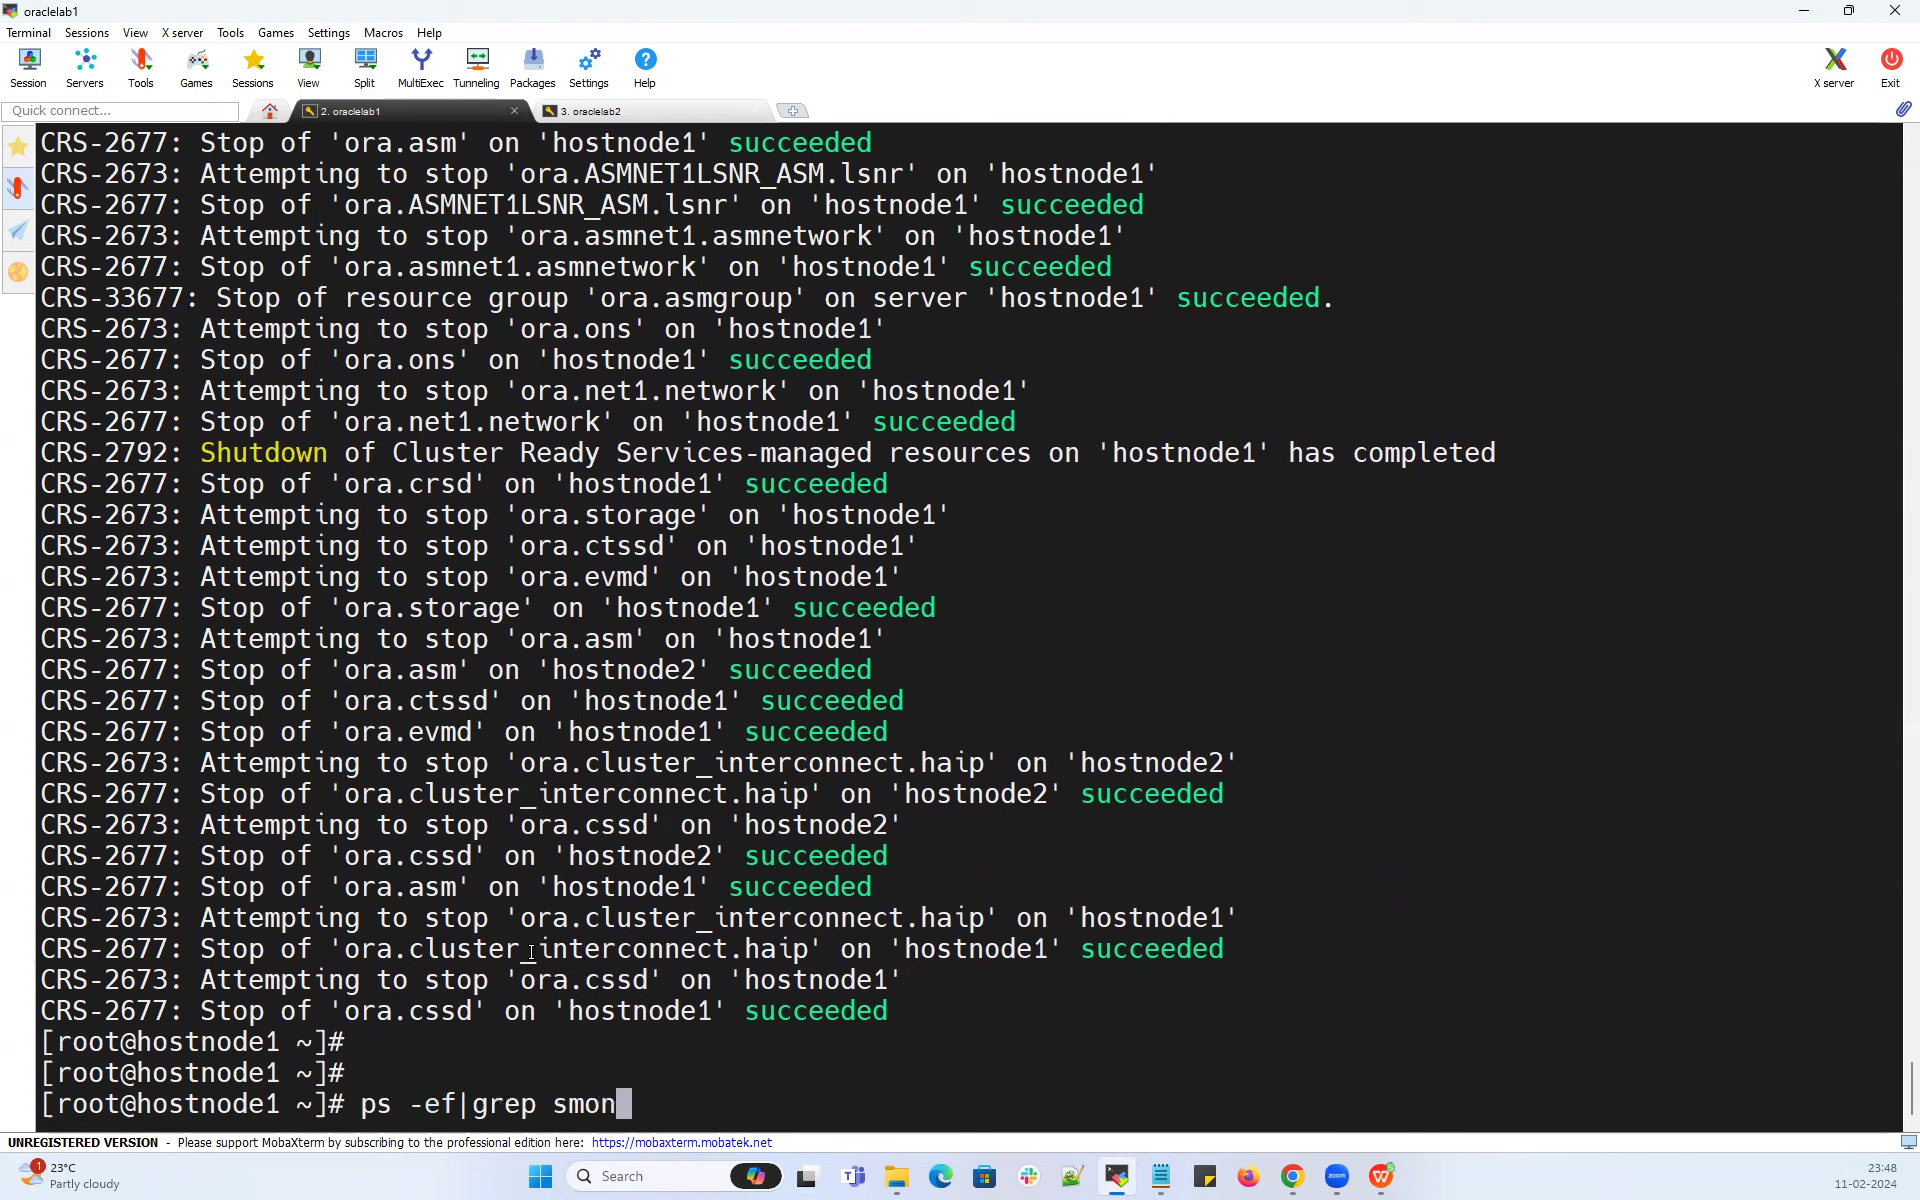 oraclelab1
Terminal Sessions View X server Tools Games Settings Macros Help
Session Servers Tools Games Sessions View Split MultiExec Tunneling Packages Settings Help X server Exit
Quick connect... 2. oraclelab1 3. oraclelab2
CRS-2677: Stop of 'ora.asm' on 'hostnode1' succeeded
CRS-2673: Attempting to stop 'ora.ASMNET1LSNR_ASM.lsnr' on 'hostnode1'
CRS-2677: Stop of 'ora.ASMNET1LSNR_ASM.lsnr' on 'hostnode1' succeeded
CRS-2673: Attempting to stop 'ora.asmnet1.asmnetwork' on 'hostnode1'
CRS-2677: Stop of 'ora.asmnet1.asmnetwork' on 'hostnode1' succeeded
CRS-33677: Stop of resource group 'ora.asmgroup' on server 'hostnode1' succeeded.
CRS-2673: Attempting to stop 'ora.ons' on 'hostnode1'
CRS-2677: Stop of 'ora.ons' on 'hostnode1' succeeded
CRS-2673: Attempting to stop 'ora.net1.network' on 'hostnode1'
CRS-2677: Stop of 'ora.net1.network' on 'hostnode1' succeeded
CRS-2792: Shutdown of Cluster Ready Services-managed resources on 'hostnode1' has completed
CRS-2677: Stop of 'ora.crsd' on 'hostnode1' succeeded
CRS-2673: Attempting to stop 'ora.storage' on 'hostnode1'
CRS-2673: Attempting to stop 'ora.ctssd' on 'hostnode1'
CRS-2673: Attempting to stop 'ora.evmd' on 'hostnode1'
CRS-2677: Stop of 'ora.storage' on 'hostnode1' succeeded
CRS-2673: Attempting to stop 'ora.asm' on 'hostnode1'
CRS-2677: Stop of 'ora.asm' on 'hostnode2' succeeded
CRS-2677: Stop of 'ora.ctssd' on 'hostnode1' succeeded
CRS-2677: Stop of 'ora.evmd' on 'hostnode1' succeeded
CRS-2673: Attempting to stop 'ora.cluster_interconnect.haip' on 'hostnode2'
CRS-2677: Stop of 'ora.cluster_interconnect.haip' on 'hostnode2' succeeded
CRS-2673: Attempting to stop 'ora.cssd' on 'hostnode2'
CRS-2677: Stop of 'ora.cssd' on 'hostnode2' succeeded
CRS-2677: Stop of 'ora.asm' on 'hostnode1' succeeded
CRS-2673: Attempting to stop 'ora.cluster_interconnect.haip' on 'hostnode1'
CRS-2677: Stop of 'ora.cluster_interconnect.haip' on 'hostnode1' succeeded
CRS-2673: Attempting to stop 'ora.cssd' on 'hostnode1'
CRS-2677: Stop of 'ora.cssd' on 'hostnode1' succeeded
[root@hostnode1 ~]#
[root@hostnode1 ~]#
[root@hostnode1 ~]# ps -ef|grep smon
UNREGISTERED VERSION - Please support MobaXterm by subscribing to the professional edition here: https://mobaxterm.mobatek.net
1 23°C
Partly cloudy
Search
zoom
23:48
11-02-2024